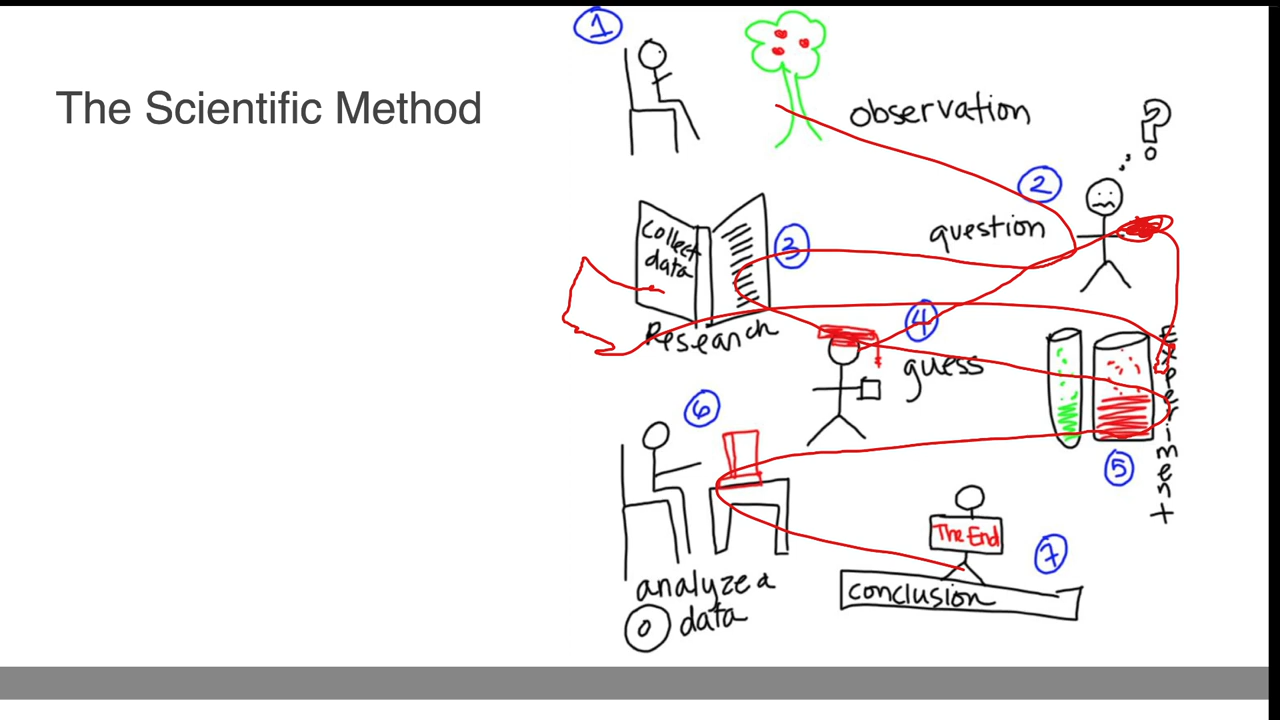 The Scientific Method
1
observation
?
2
question
collect
data
3
Research
4
guess
Experiment
5
6
analyze a
data
0
The End
7
conclusion